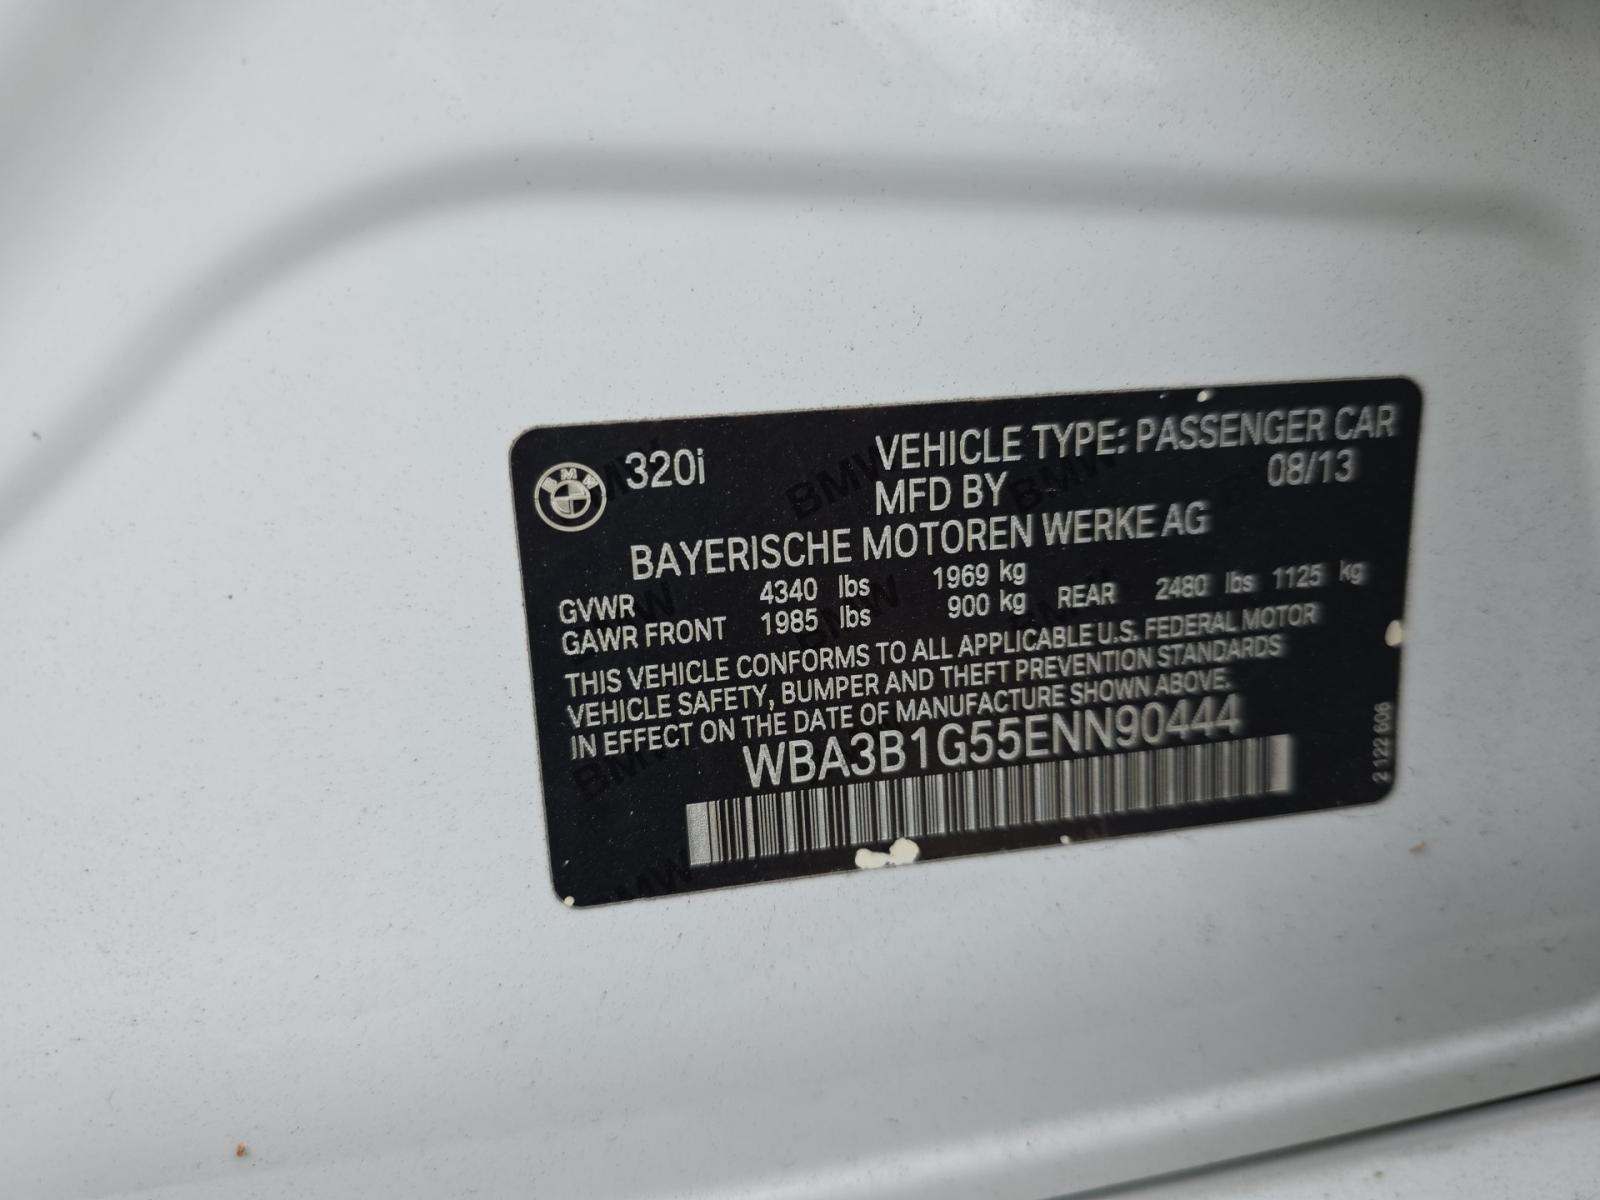 320i
VEHICLE TYPE: PASSENGER CAR
MFD BY 08/13
BAYERISCHE MOTOREN WERKE AG
GVWR 4340 lbs 1969 kg
GAWR FRONT 1985 lbs 900 kg REAR 2480 lbs 1125 kg
THIS VEHICLE CONFORMS TO ALL APPLICABLE U.S. FEDERAL MOTOR
VEHICLE SAFETY, BUMPER AND THEFT PREVENTION STANDARDS
IN EFFECT ON THE DATE OF MANUFACTURE SHOWN ABOVE.
WBA3B1G55ENN90444
2 122 606